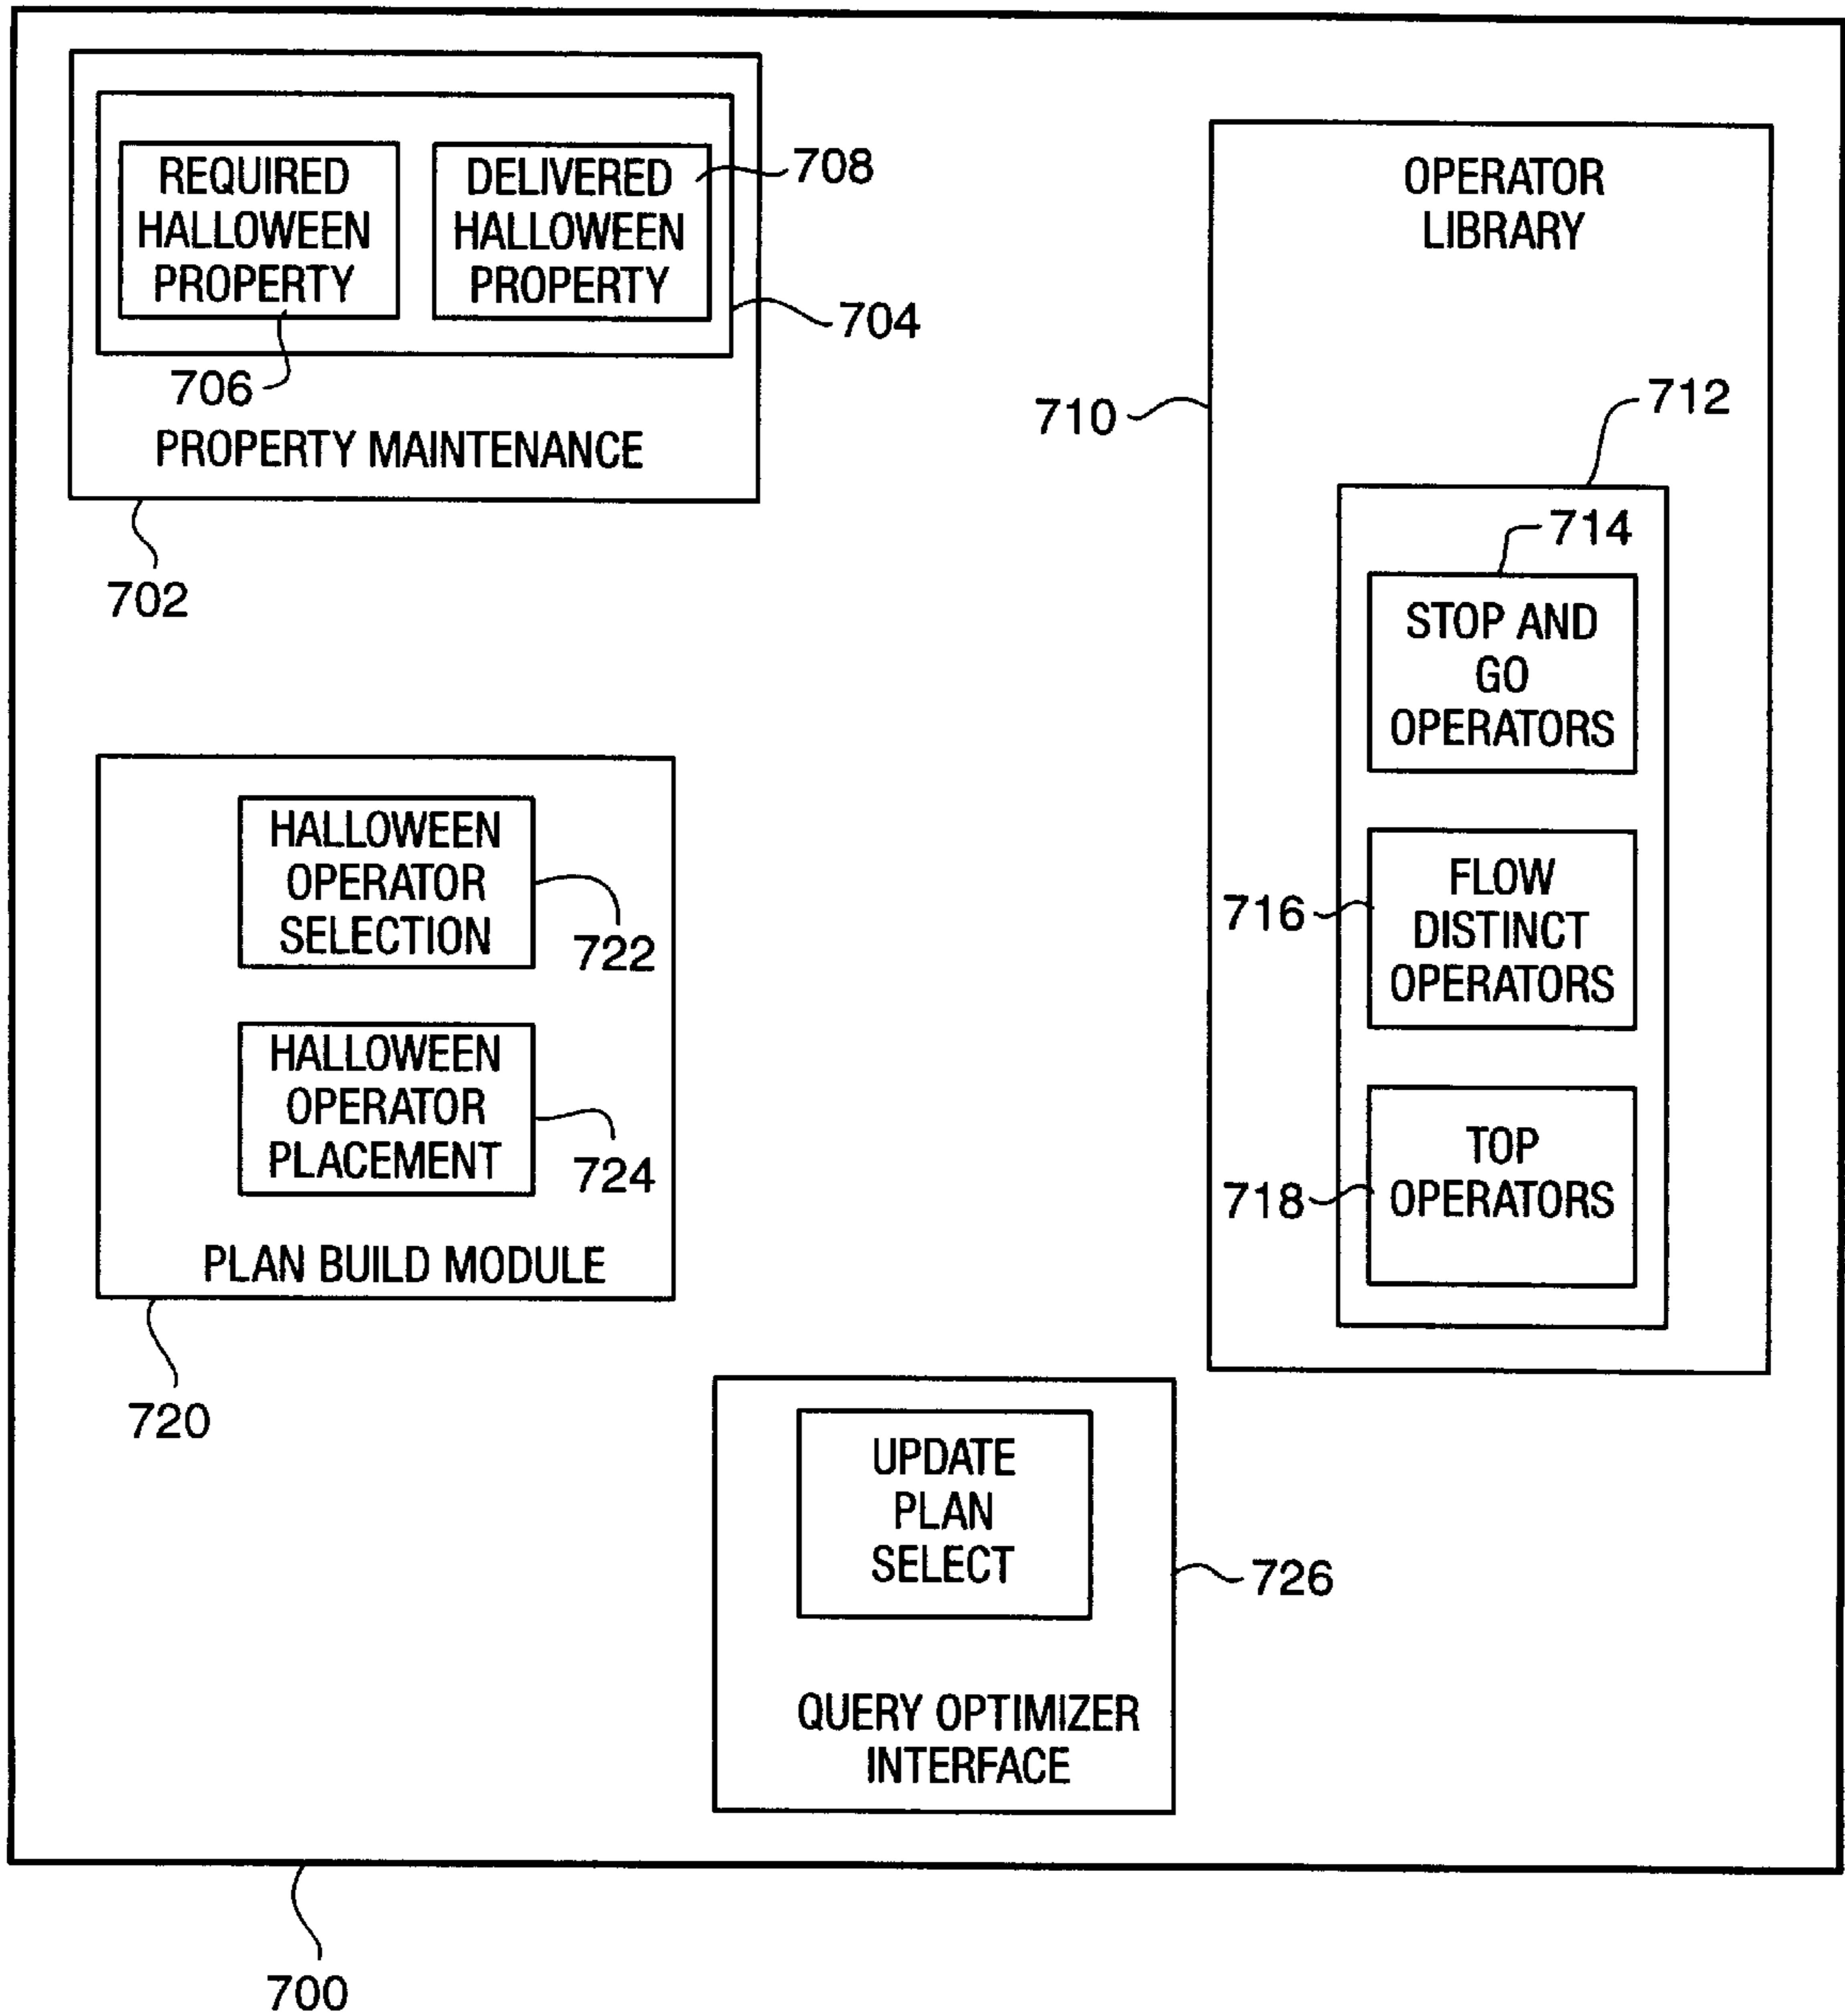 REQUIRED
HALLOWEEN
PROPERTY
DELIVERED
HALLOWEEN
PROPERTY
708
704
706
PROPERTY MAINTENANCE
702
OPERATOR
LIBRARY
710
712
714
STOP AND
GO
OPERATORS
716
FLOW
DISTINCT
OPERATORS
718
TOP
OPERATORS
HALLOWEEN
OPERATOR
SELECTION
722
HALLOWEEN
OPERATOR
PLACEMENT
724
PLAN BUILD MODULE
720
UPDATE
PLAN
SELECT
726
QUERY OPTIMIZER
INTERFACE
700